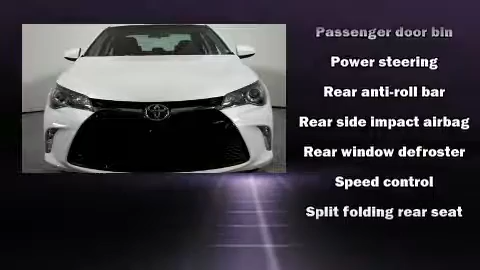 Passenger door bin
Power steering
Rear anti-roll bar
Rear side impact airbag
Rear window defroster
Speed control
Split folding rear seat